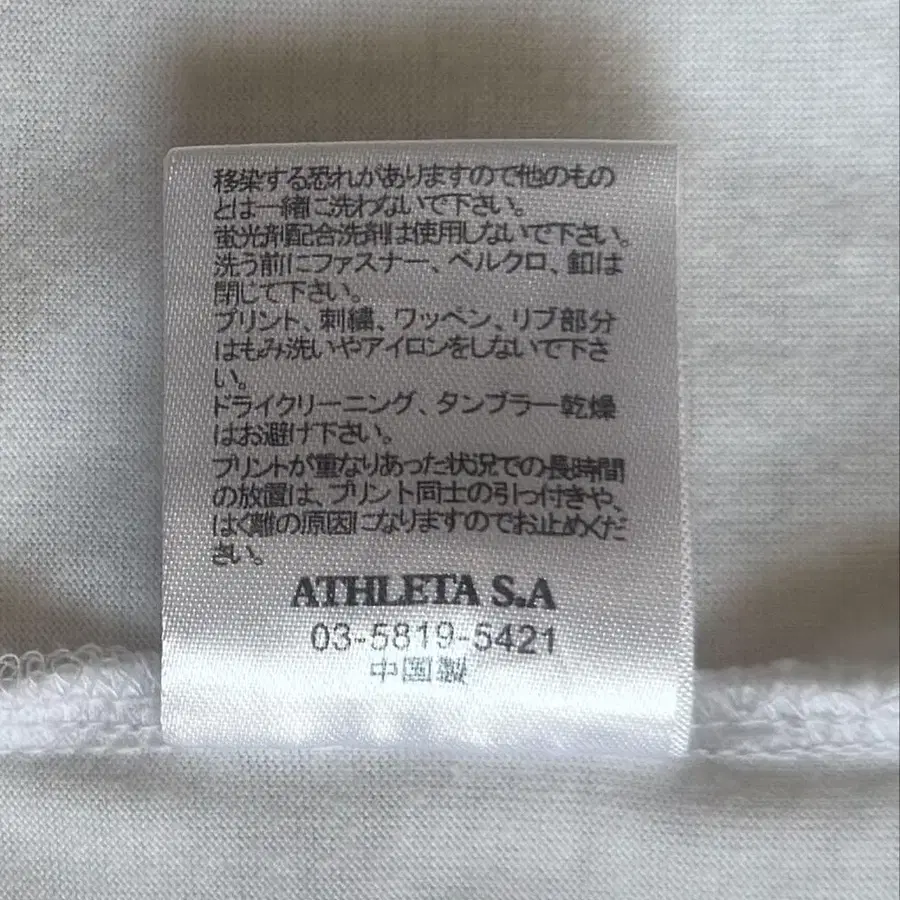 移染する恐れがありますので他のもの
とは一緒に洗わないで下さい。
蛍光剤配合洗剤は使用しないで下さい。
洗う前にファスナー、ベルクロ、釦は
閉じて下さい。
プリント、刺繍、ワッペン、リブ部分
はもみ洗いやアイロンをしないで下さ
い。
ドライクリーニング、タンブラー乾燥
はお避け下さい。
プリントが重なりあった状況での長時間
の放置は、プリント同士の引っ付きや、
はく離の原因になりますのでお止めくだ
さい。
ATHLETA S.A
03-5819-5421
中国製